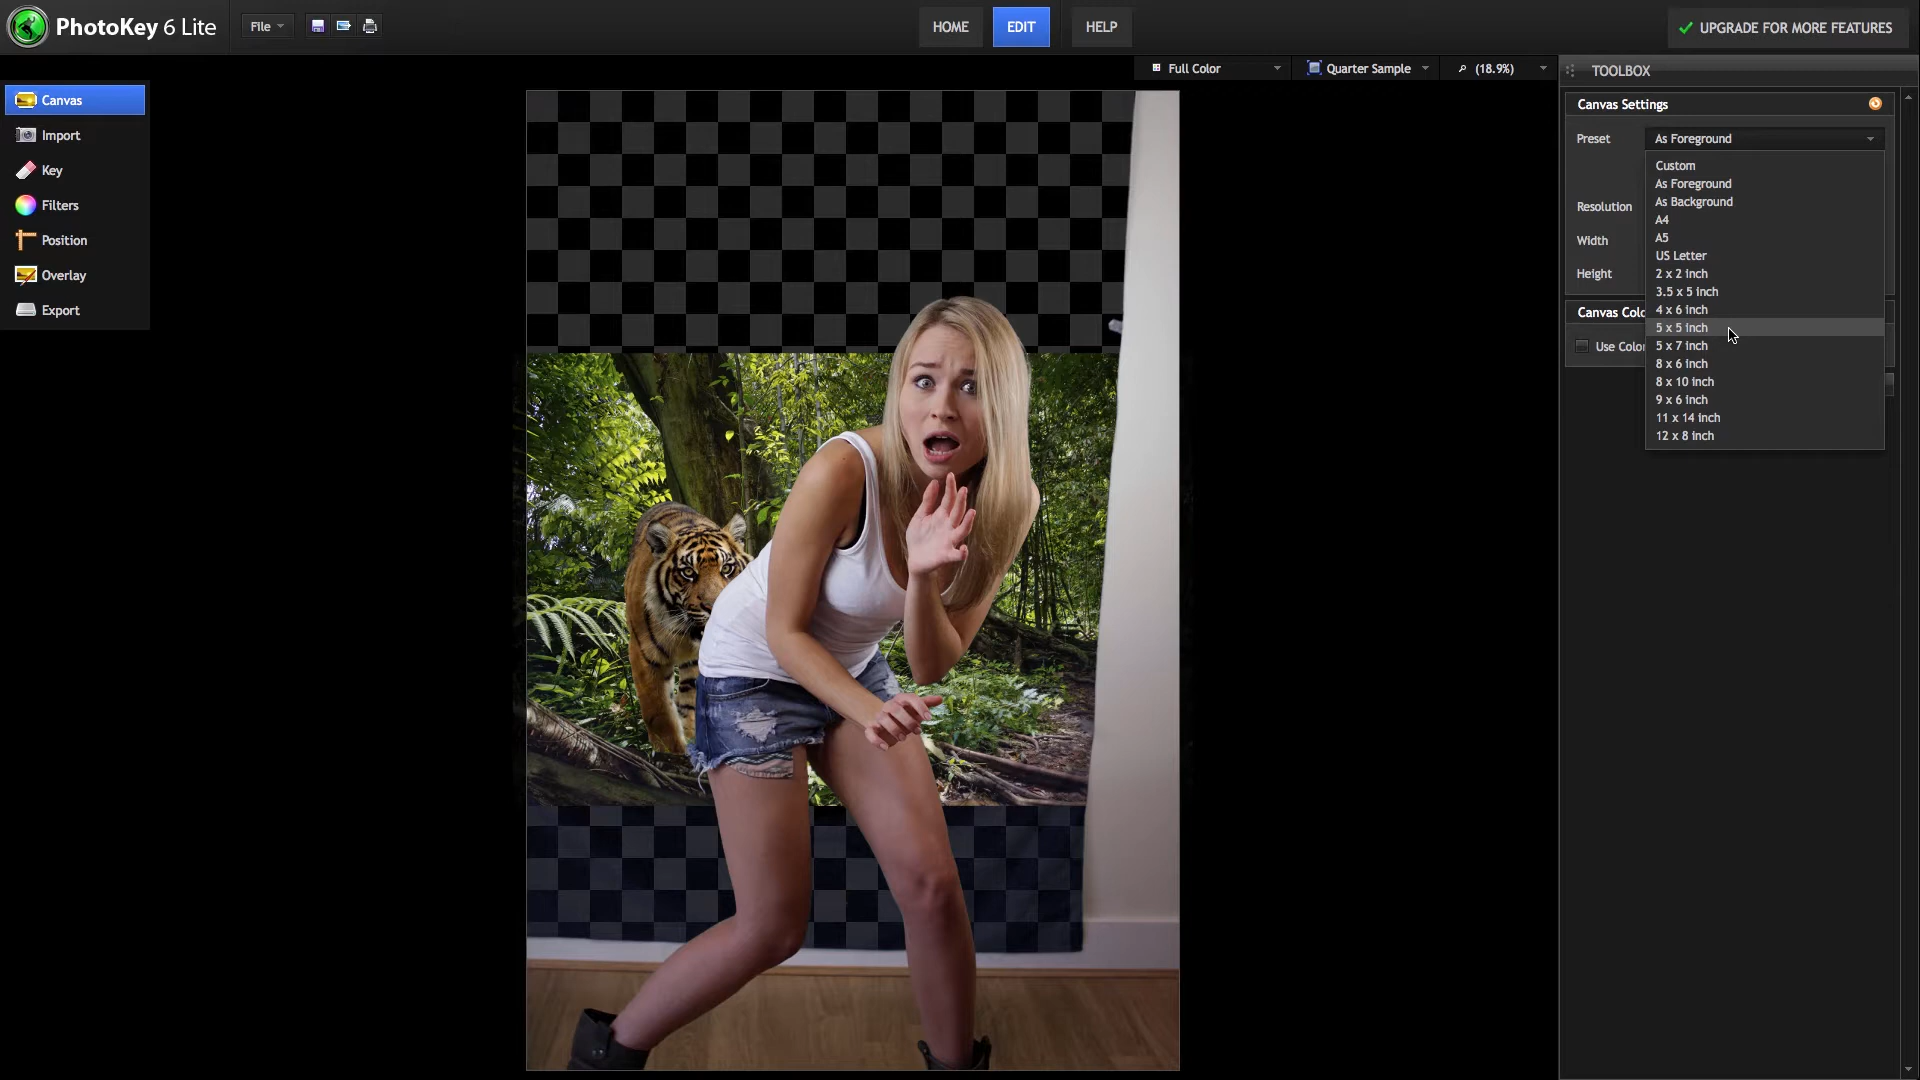 PhotoKey 6 Lite
File
HOME
EDIT
HELP
UPGRADE FOR MORE FEATURES
Full Color
Quarter Sample
(18.9%)
TOOLBOX
Canvas
Import
Key
Filters
Position
Overlay
Export
Canvas Settings
Preset
As Foreground
Custom
As Foreground
As Background
Resolution
A4
A5
Width
US Letter
Height
2 x 2 inch
3.5 x 5 inch
4 x 6 inch
Canvas Colo
5 x 5 inch
Use Color
5 x 7 inch
8 x 6 inch
8 x 10 inch
9 x 6 inch
11 x 14 inch
12 x 8 inch